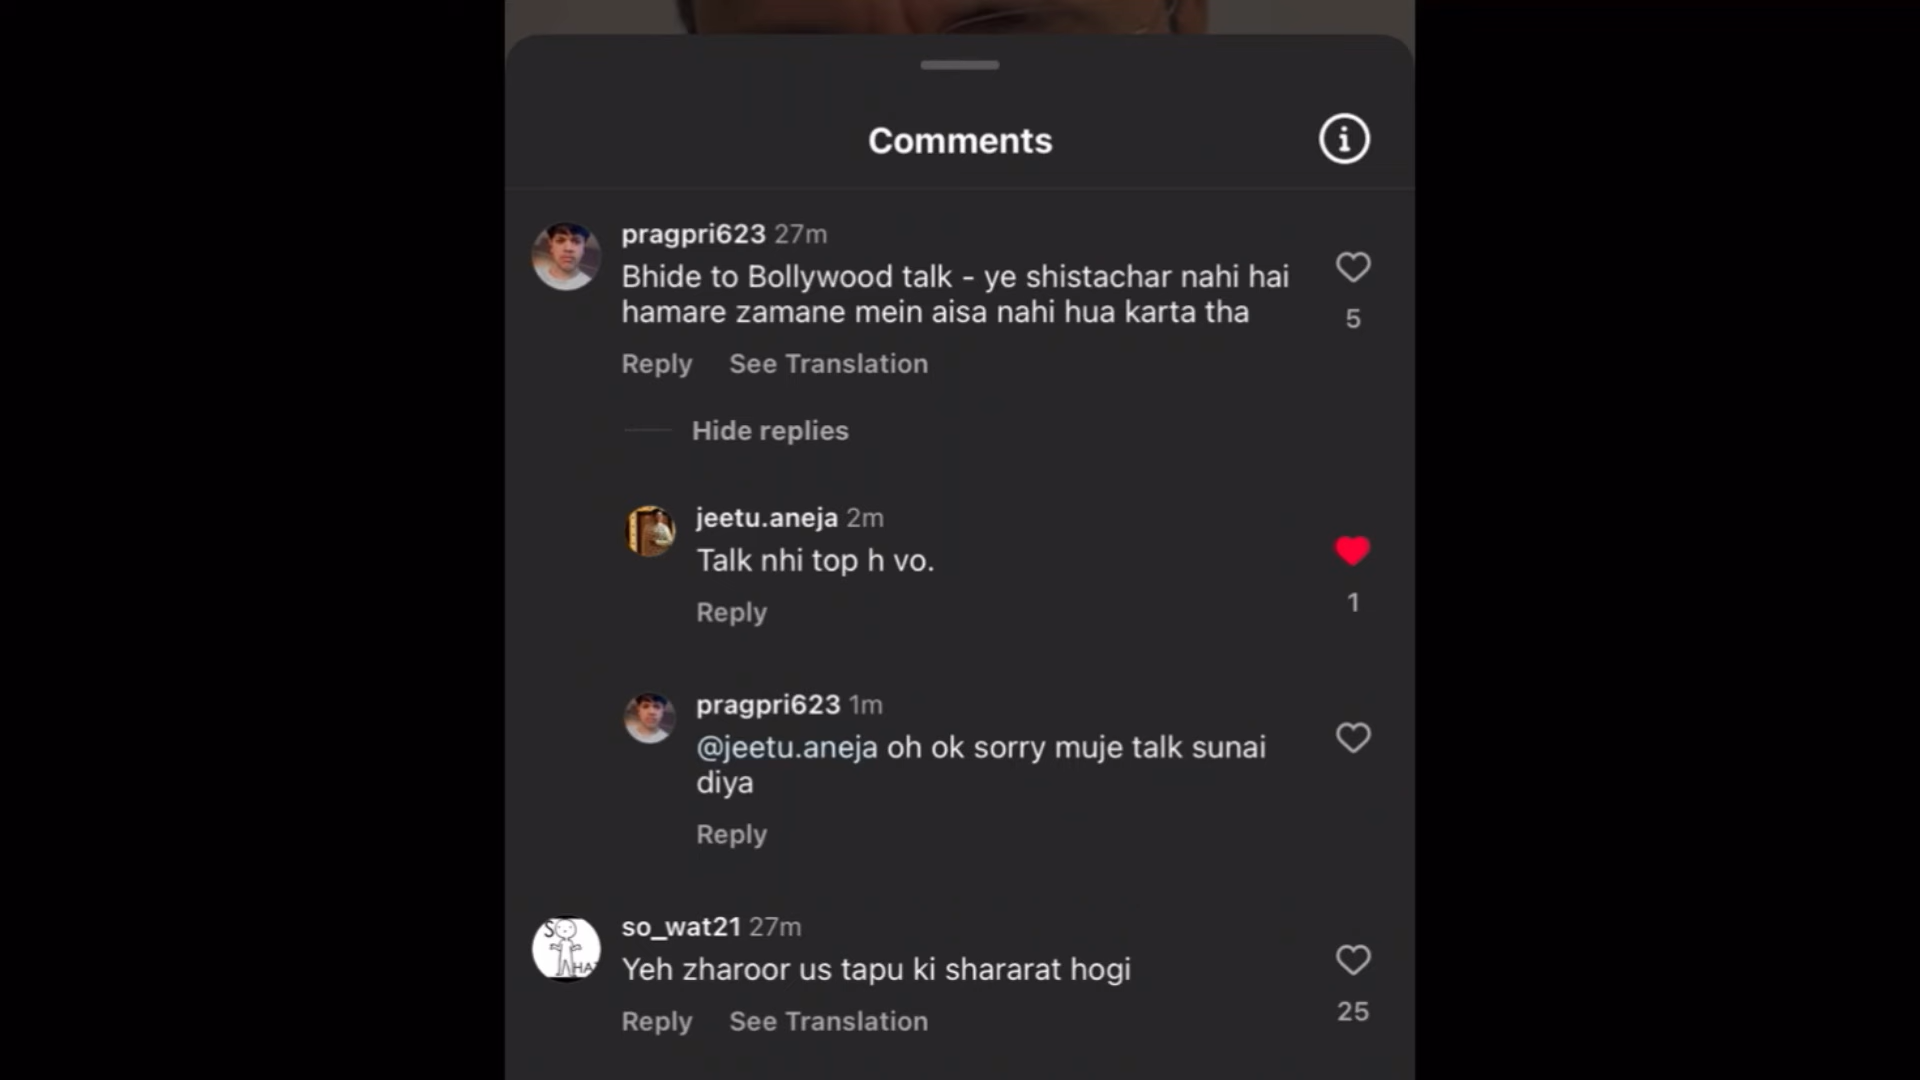 Comments
pragpri623 27m
Bhide to Bollywood talk - ye shistachar nahi hai
hamare zamane mein aisa nahi hua karta tha
5
Reply See Translation
Hide replies
jeetu.aneja 2m
Talk nhi top h vo.
1
Reply
pragpri623 1m
@jeetu.aneja oh ok sorry muje talk sunai
diya
Reply
so_wat21 27m
Yeh zharoor us tapu ki shararat hogi
25
Reply See Translation